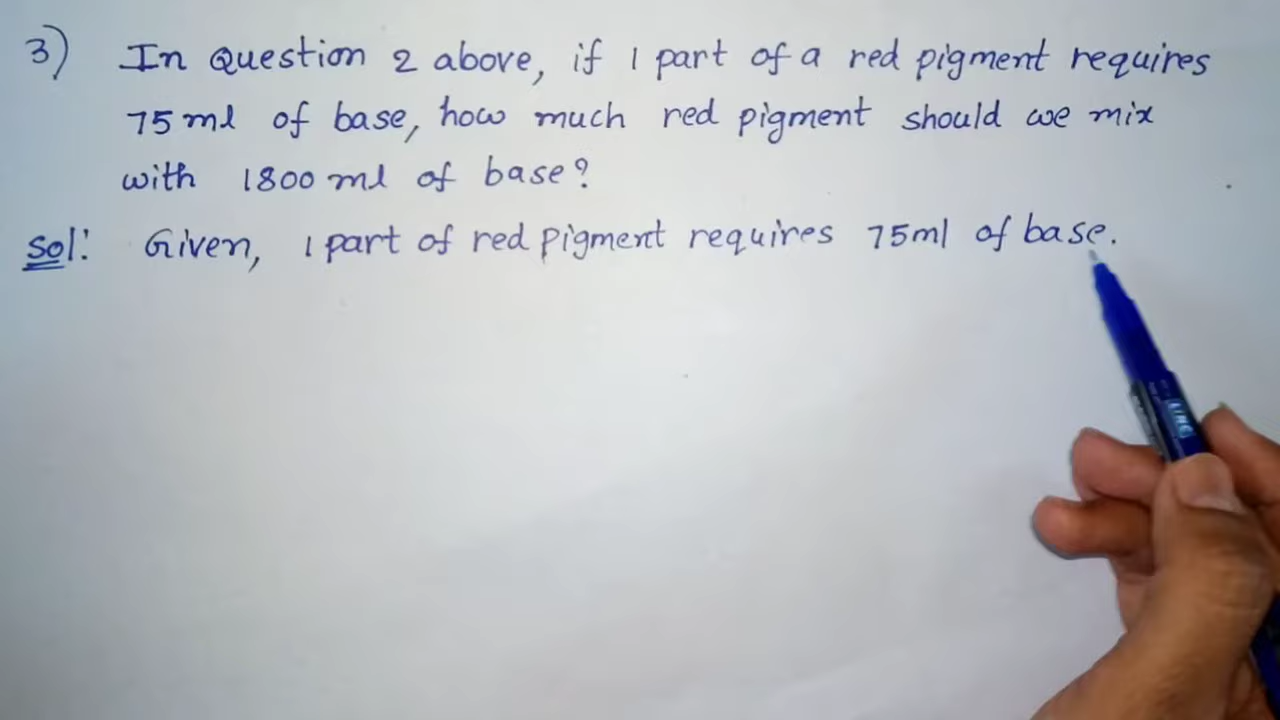 3) In Question 2 above, if 1 part of a red pigment requires
75 ml of base, how much red pigment should we mix
with 1800 ml of base?
Sol: Given, 1 part of red pigment requires 75ml of base.